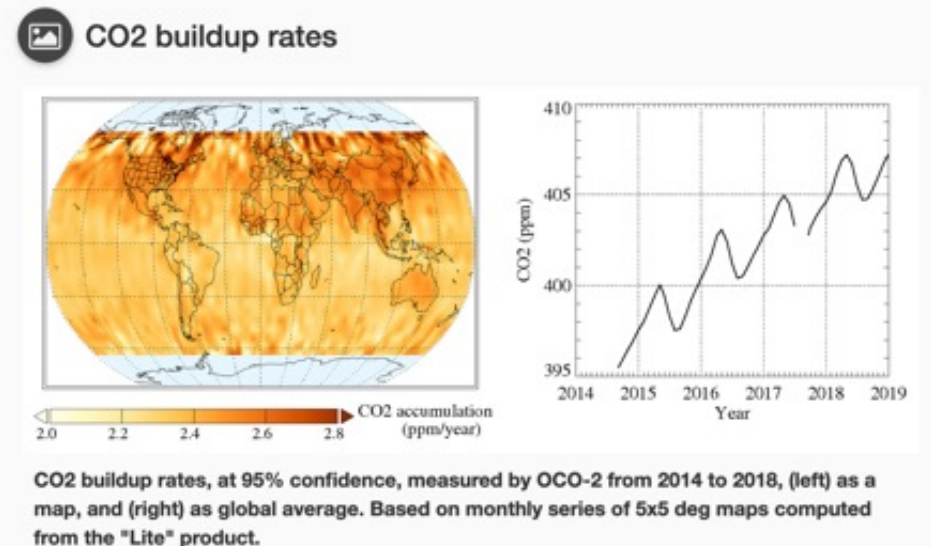 CO2 buildup rates
410
405
400
395
CO2 (ppm)
2014 2015 2016 2017 2018 2019
Year
CO2 accumulation
(ppm/year)
2.0 2.2 2.4 2.6 2.8
CO2 buildup rates, at 95% confidence, measured by OCO-2 from 2014 to 2018, (left) as a
map, and (right) as global average. Based on monthly series of 5x5 deg maps computed
from the "Lite" product.